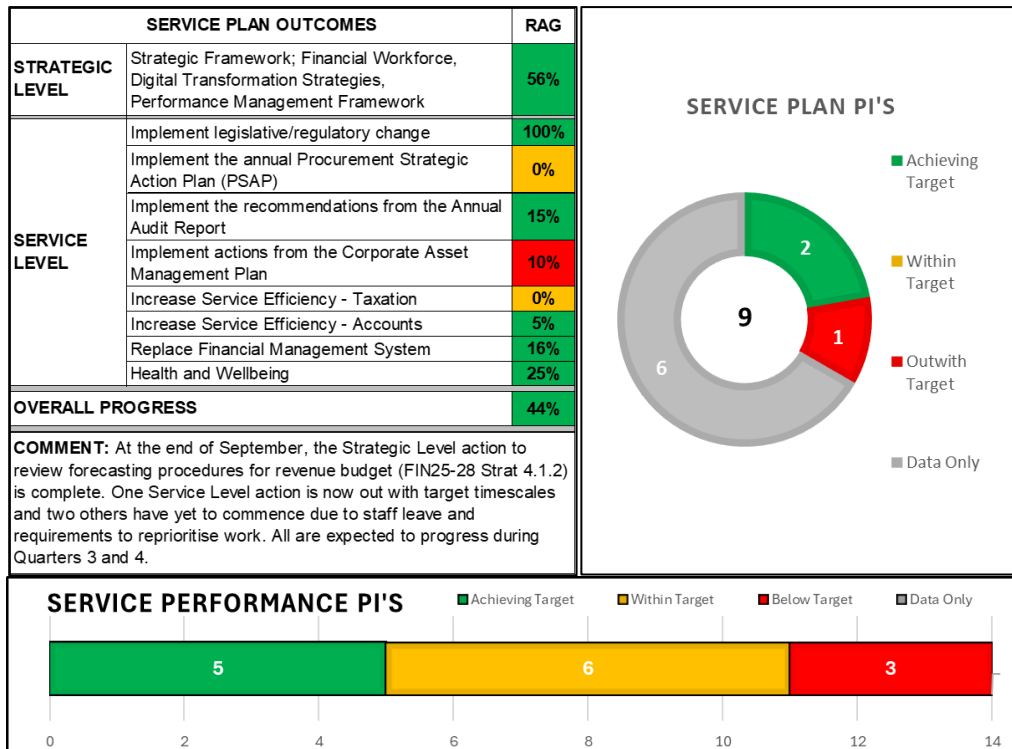 SERVICE PLAN OUTCOMES RAG
STRATEGIC LEVEL
Strategic Framework; Financial Workforce,
Digital Transformation Strategies,
Performance Management Framework
56%
SERVICE LEVEL
Implement legislative/regulatory change 100%
Implement the annual Procurement Strategic
Action Plan (PSAP)
0%
Implement the recommendations from the Annual
Audit Report
15%
Implement actions from the Corporate Asset
Management Plan
10%
Increase Service Efficiency - Taxation 0%
Increase Service Efficiency - Accounts 5%
Replace Financial Management System 16%
Health and Wellbeing 25%
OVERALL PROGRESS 44%
COMMENT: At the end of September, the Strategic Level action to
review forecasting procedures for revenue budget (FIN25-28 Strat 4.1.2)
is complete. One Service Level action is now out with target timescales
and two others have yet to commence due to staff leave and
requirements to reprioritise work. All are expected to progress during
Quarters 3 and 4.
SERVICE PLAN PI'S
2
1
6
9
Achieving
Target
Within
Target
Outwith
Target
Data Only
SERVICE PERFORMANCE PI'S
Achieving Target Within Target Below Target Data Only
5 6 3
0 2 4 6 8 10 12 14